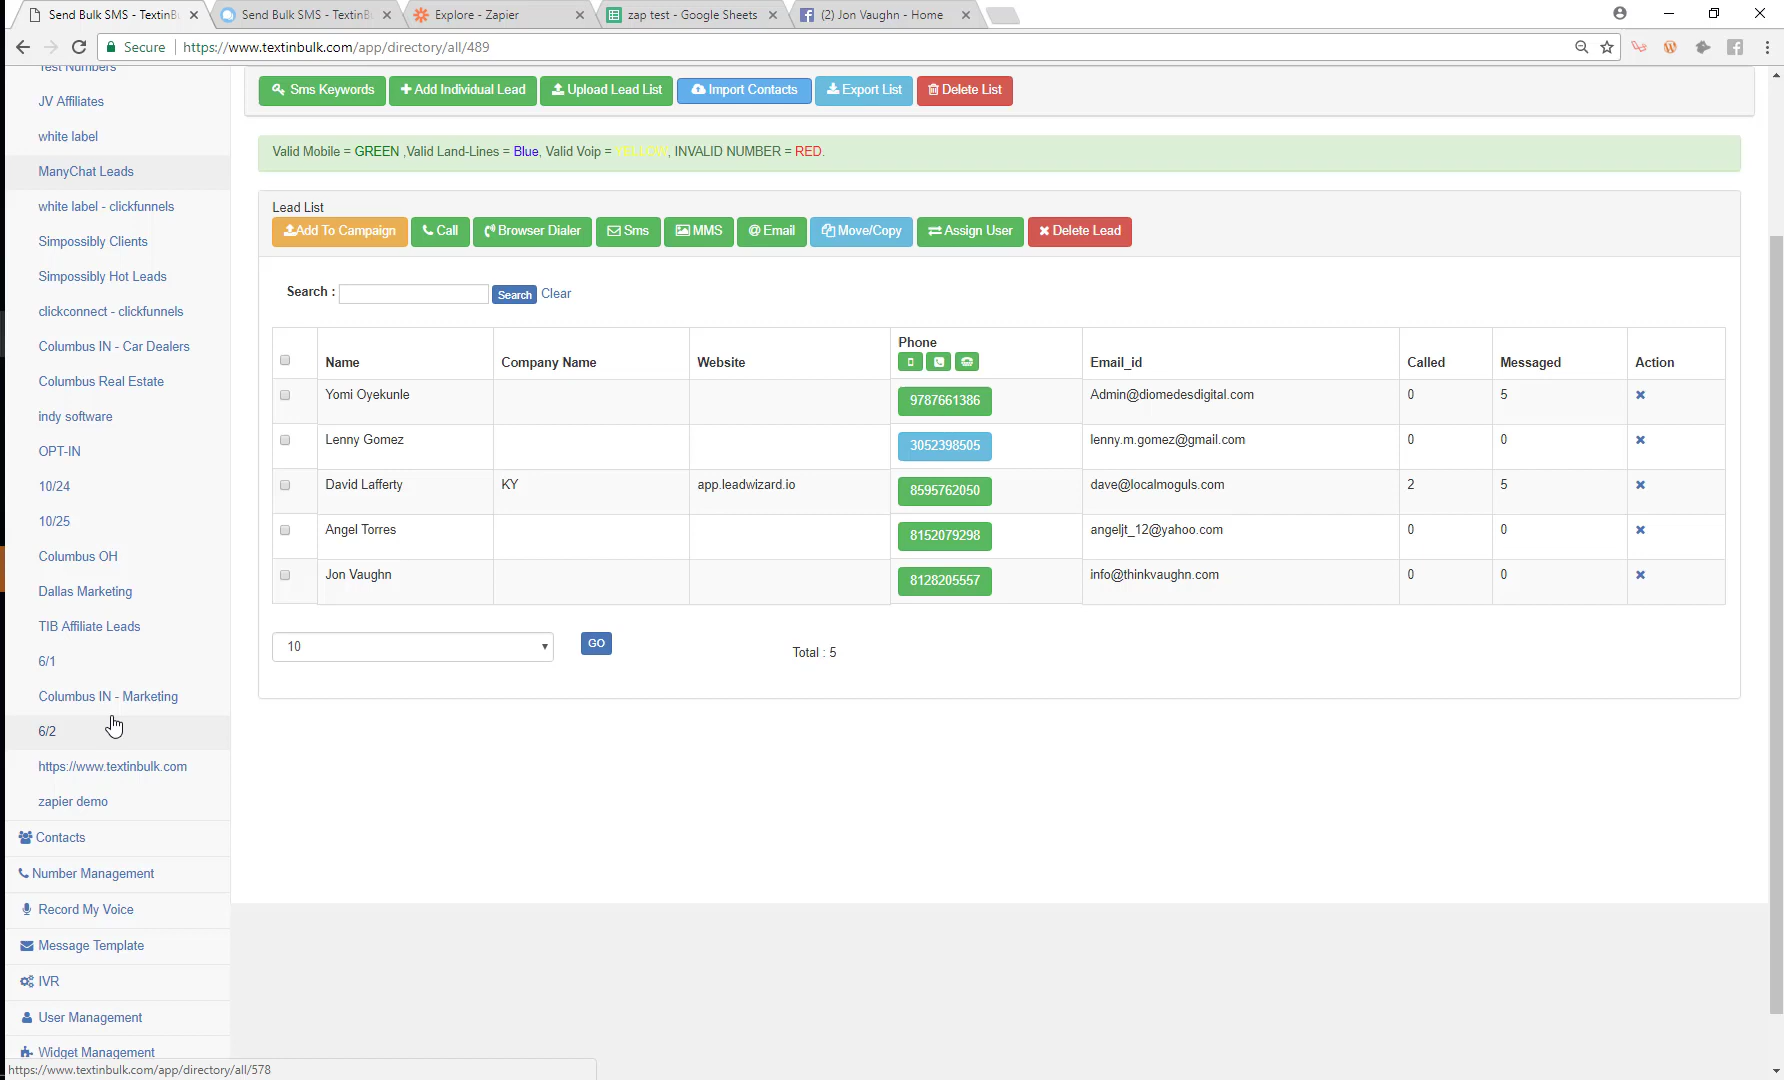 Send Bulk SMS - TextinBu
Send Bulk SMS - TextinBu
Explore - Zapier
zap test - Google Sheets
(2) Jon Vaughn - Home
Secure
https://www.textinbulk.com/app/directory/all/489
Test Numbers
JV Affiliates
white label
ManyChat Leads
white label - clickfunnels
Simpossibly Clients
Simpossibly Hot Leads
clickconnect - clickfunnels
Columbus IN - Car Dealers
Columbus Real Estate
indy software
OPT-IN
10/24
10/25
Columbus OH
Dallas Marketing
TIB Affiliate Leads
6/1
Columbus IN - Marketing
6/2
https://www.textinbulk.com
zapier demo
Contacts
Number Management
Record My Voice
Message Template
IVR
User Management
Widget Management
https://www.textinbulk.com/app/directory/all/578
Sms Keywords
Add Individual Lead
Upload Lead List
Import Contacts
Export List
Delete List
Valid Mobile = GREEN ,Valid Land-Lines = Blue, Valid Voip = YELLOW, INVALID NUMBER = RED.
Lead List
Add To Campaign
Call
Browser Dialer
Sms
MMS
@ Email
Move/Copy
Assign User
Delete Lead
Search :
Search
Clear
Name Company Name Website Phone Email_id Called Messaged Action
Yomi Oyekunle 9787661386 Admin@diomedesdigital.com 0 5
Lenny Gomez 3052398505 lenny.m.gomez@gmail.com 0 0
David Lafferty KY app.leadwizard.io 8595762050 dave@localmoguls.com 2 5
Angel Torres 8152079298 angeljt_12@yahoo.com 0 0
Jon Vaughn 8128205557 info@thinkvaughn.com 0 0
10
GO
Total : 5